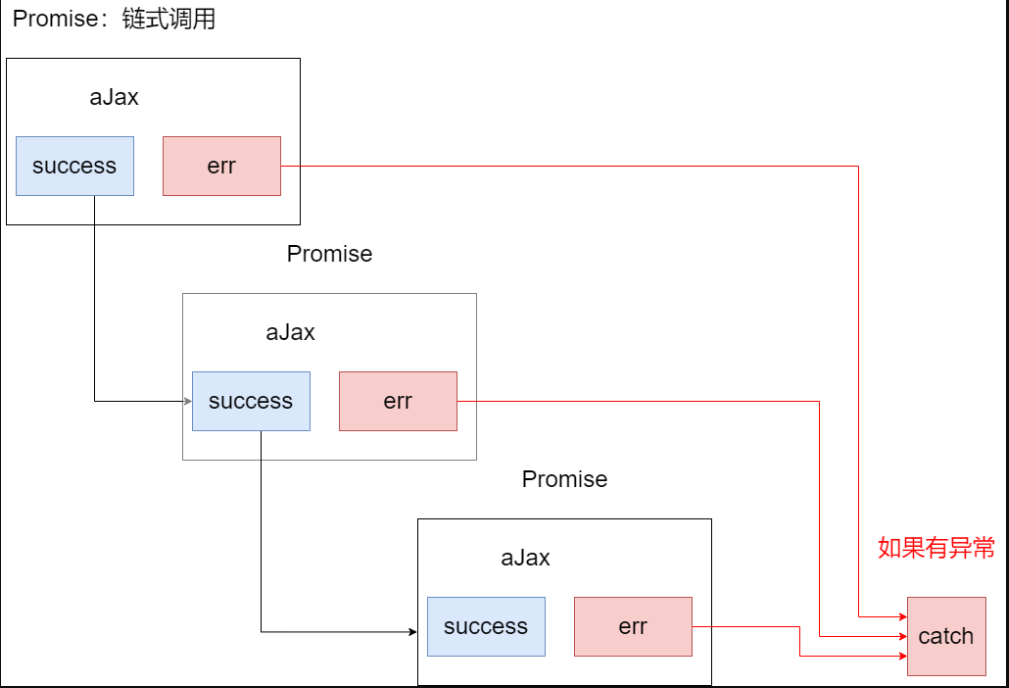 Promise：链式调用
aJax
success
err
Promise
aJax
success
err
Promise
aJax
success
err
如果有异常
catch